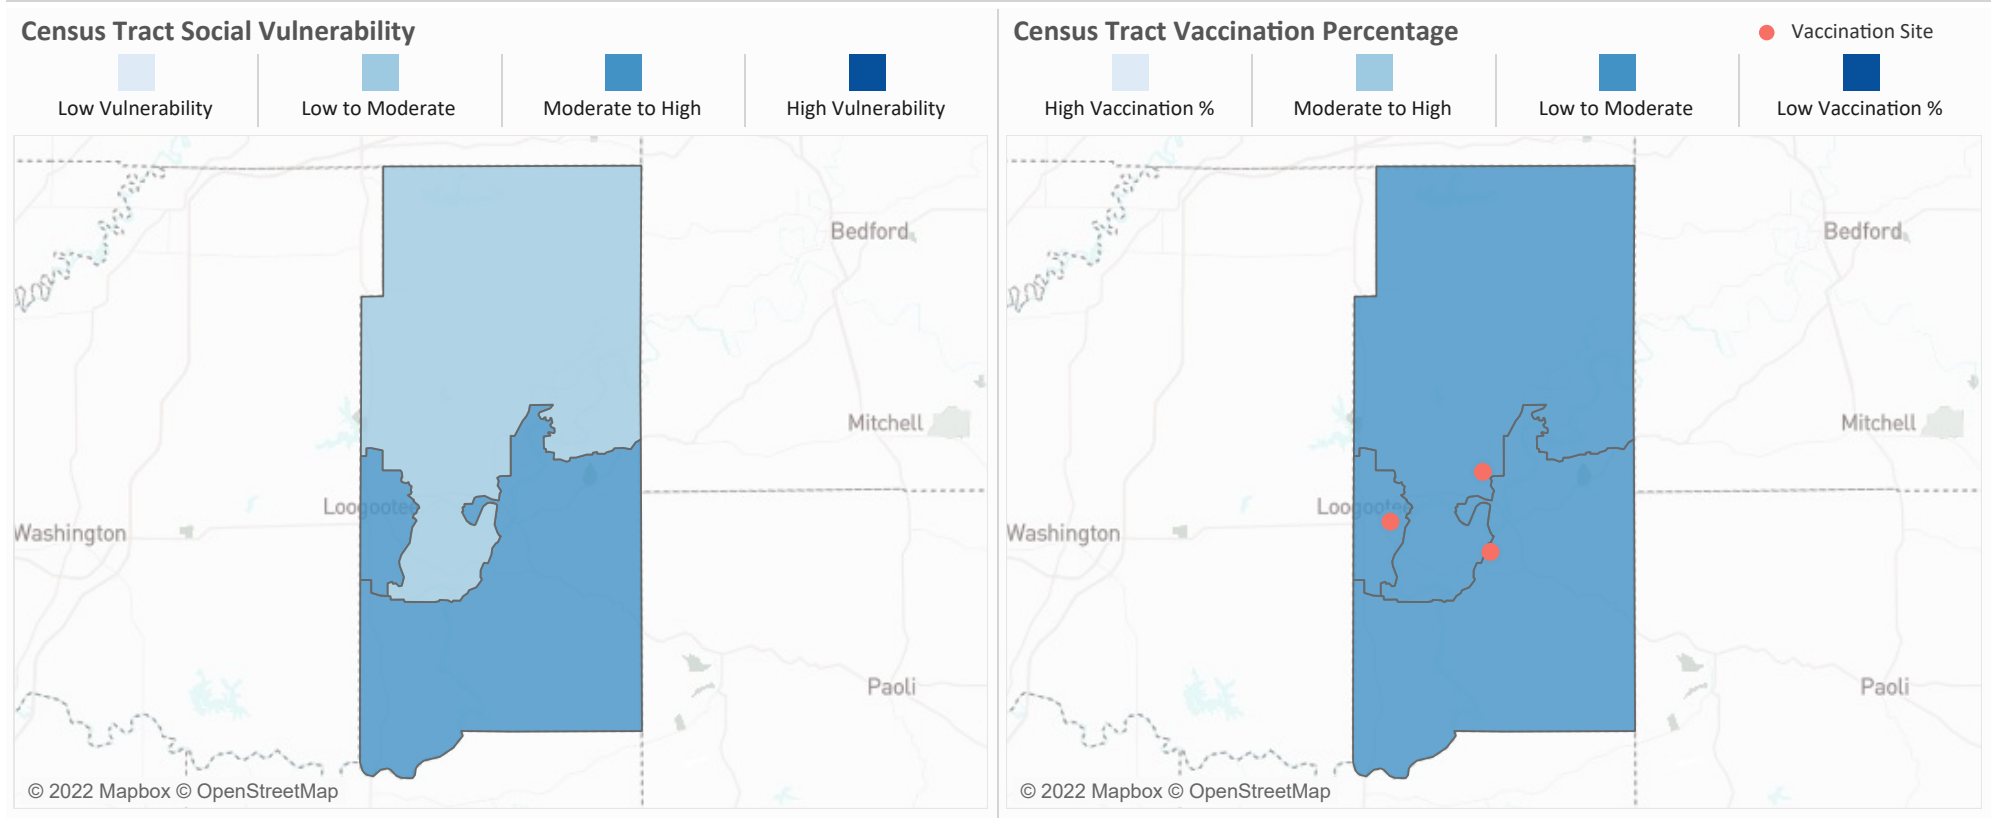 Census Tract Social Vulnerability
Low Vulnerability
Low to Moderate
Moderate to High
High Vulnerability
Bedford
Mitchell
Loogootee
Washington
Paoli
© 2022 Mapbox © OpenStreetMap
Census Tract Vaccination Percentage
Vaccination Site
High Vaccination %
Moderate to High
Low to Moderate
Low Vaccination %
Bedford
Mitchell
Loogootee
Washington
Paoli
© 2022 Mapbox © OpenStreetMap